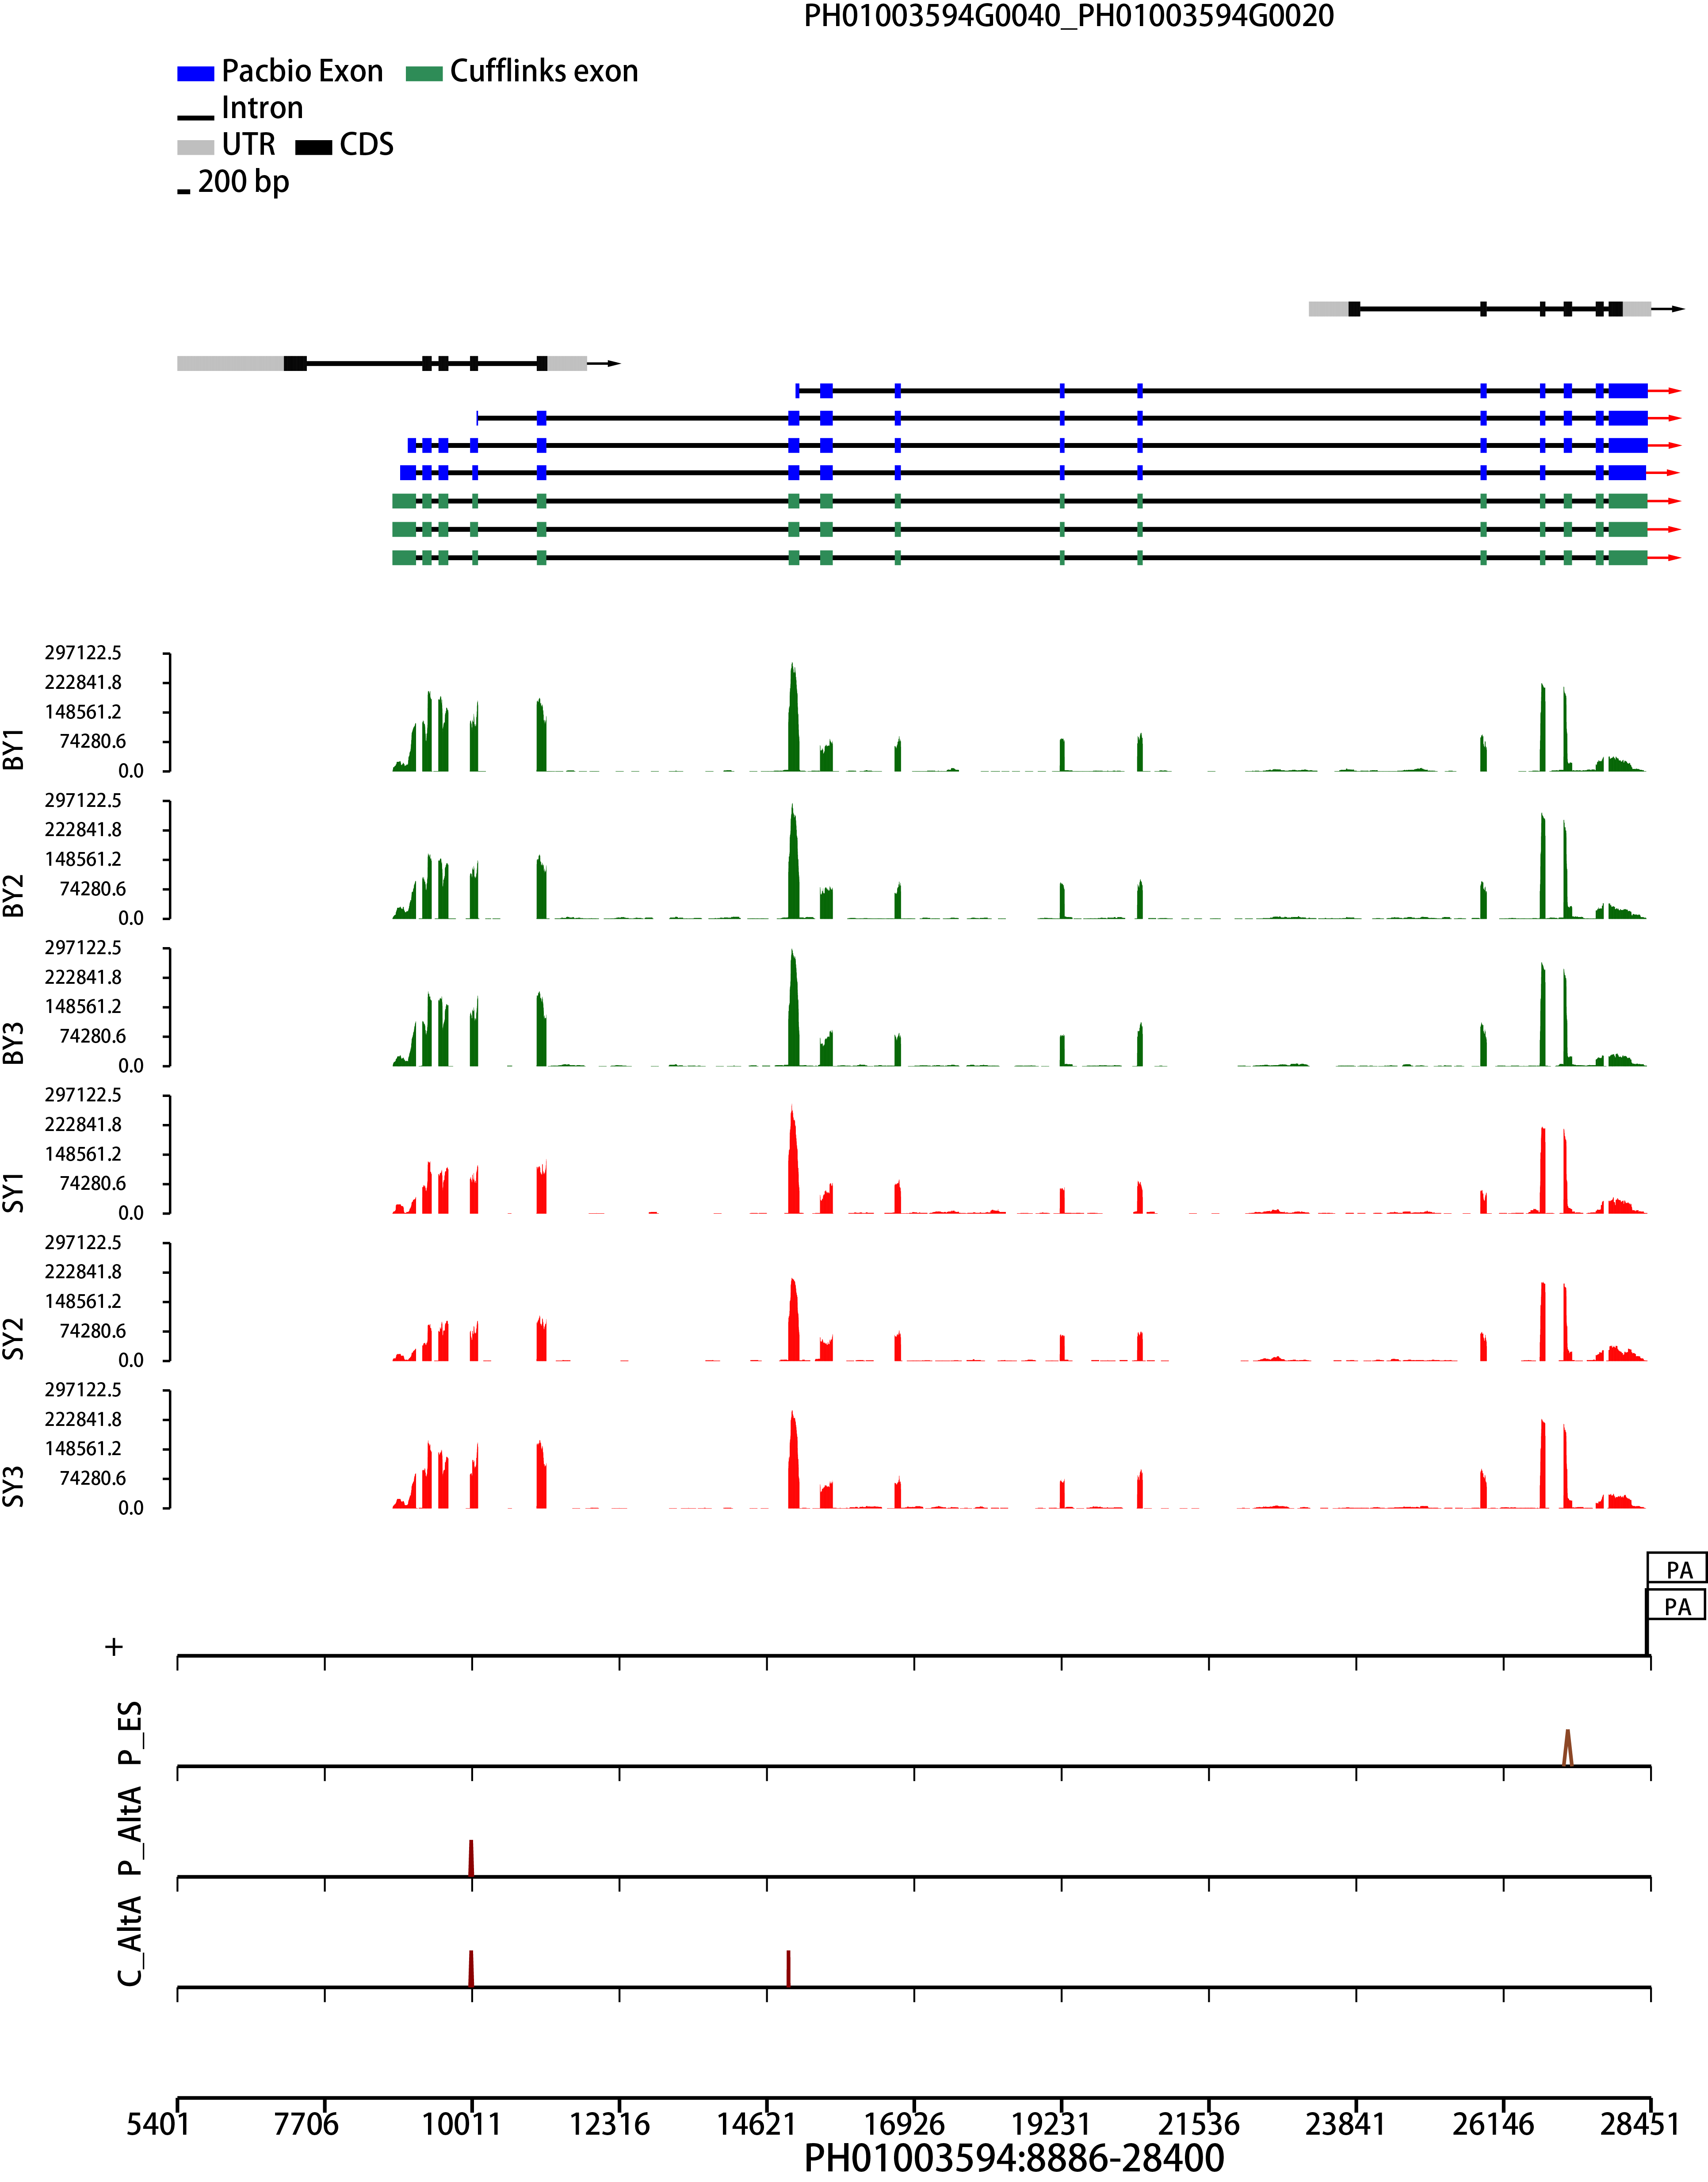 PH01003594G0040_PH01003594G0020
Pacbio Exon Cufflinks exon
Intron
UTR CDS
200 bp
BY1
297122.5
222841.8
148561.2
74280.6
0.0
BY2
297122.5
222841.8
148561.2
74280.6
0.0
BY3
297122.5
222841.8
148561.2
74280.6
0.0
SY1
297122.5
222841.8
148561.2
74280.6
0.0
SY2
297122.5
222841.8
148561.2
74280.6
0.0
SY3
297122.5
222841.8
148561.2
74280.6
0.0
PA
PA
+
P_ES
P_AltA
C_AltA
5401 7706 10011 12316 14621 16926 19231 21536 23841 26146 28451
PH01003594:8886-28400